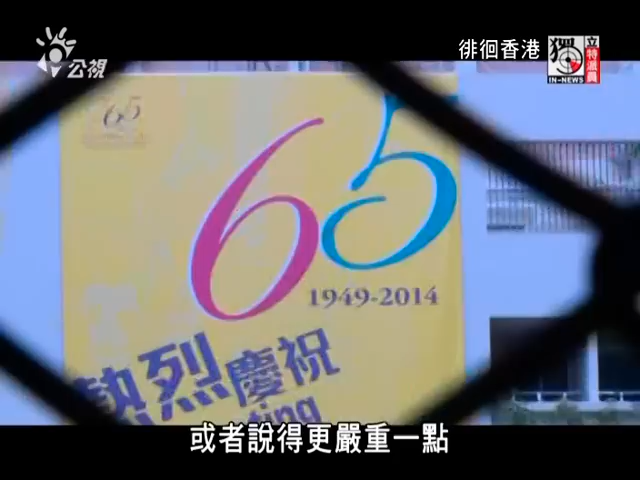 公視
徘徊香港
獨
立
特派員
IN-NEWS
65
65
1949-2014
熱烈慶祝
ting
或者說得更嚴重一點